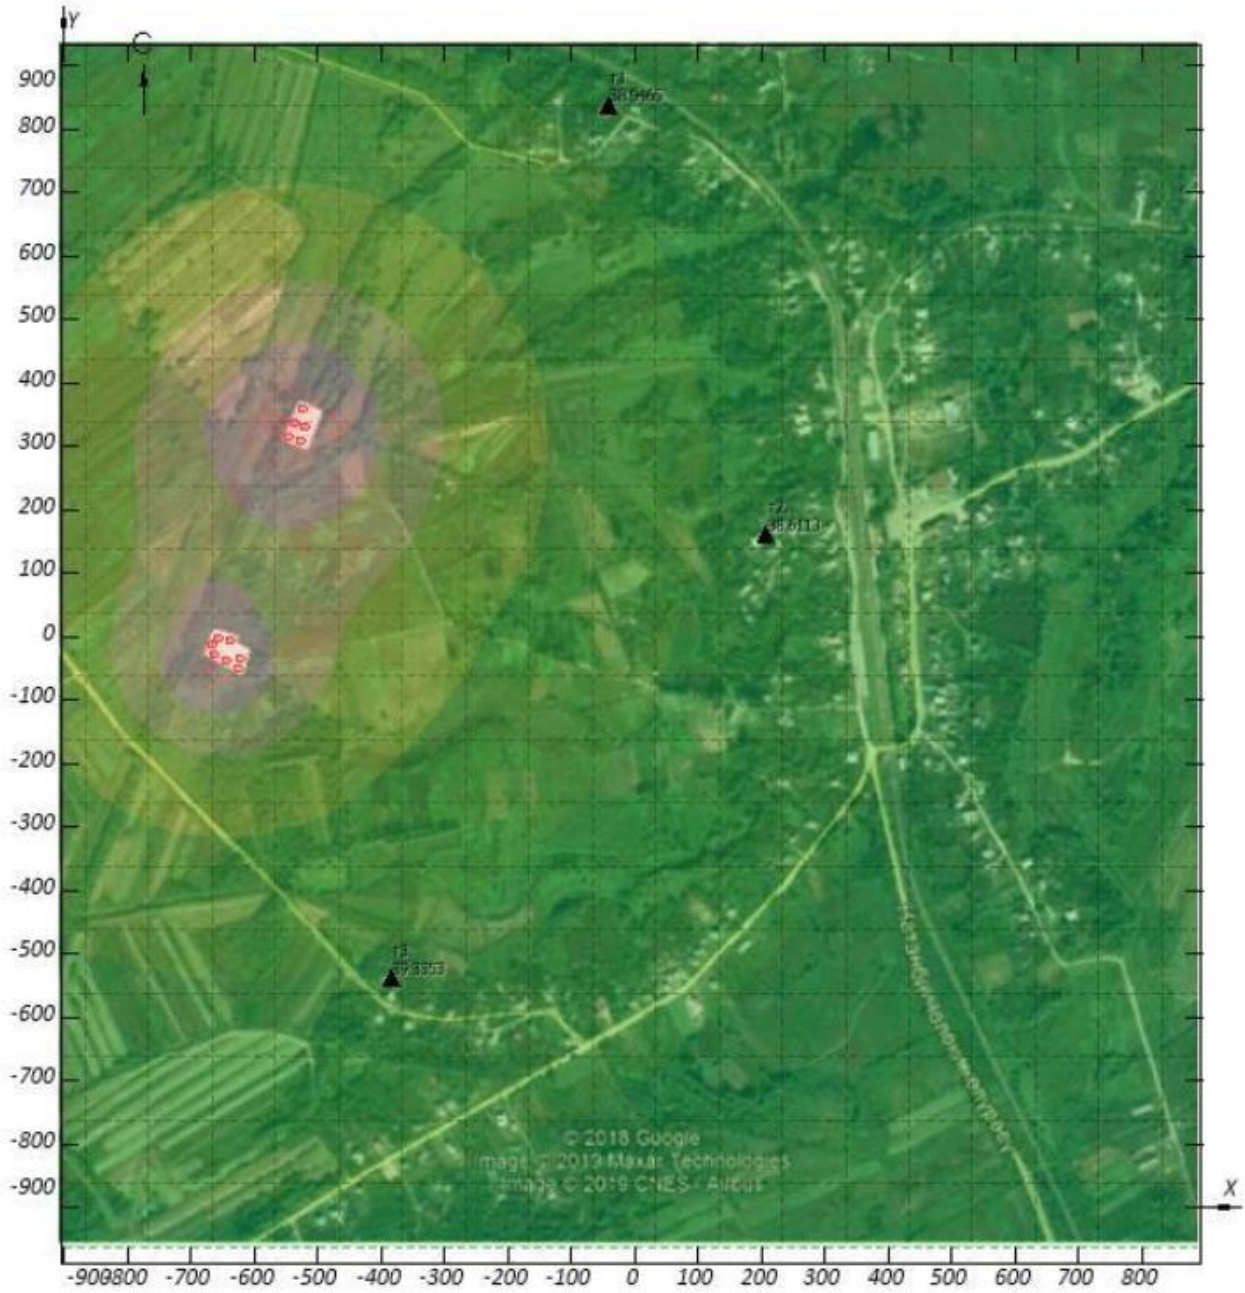 Y
С
900
800
т1
700
600
500
400
300
200
т2
100
0
-100
-200
-300
-400
-500
т3
-600
-700
-800
-900
© 2018 Google
Image © 2019 Maxar Technologies
Image © 2019 CNES - Airbus
X
-900 -800 -700 -600 -500 -400 -300 -200 -100 0 100 200 300 400 500 600 700 800